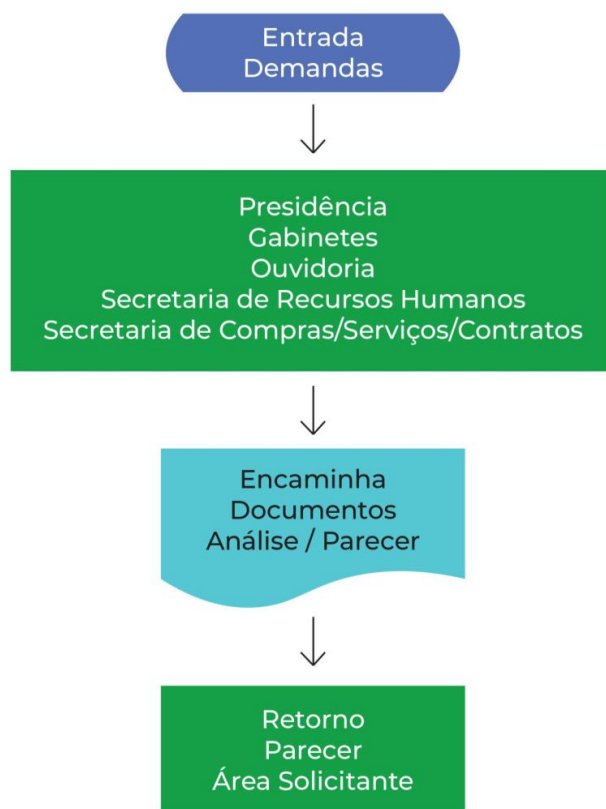 Entrada
Demandas
Presidência
Gabinetes
Ouvidoria
Secretaria de Recursos Humanos
Secretaria de Compras/Serviços/Contratos
Encaminha
Documentos
Análise / Parecer
Retorno
Parecer
Área Solicitante